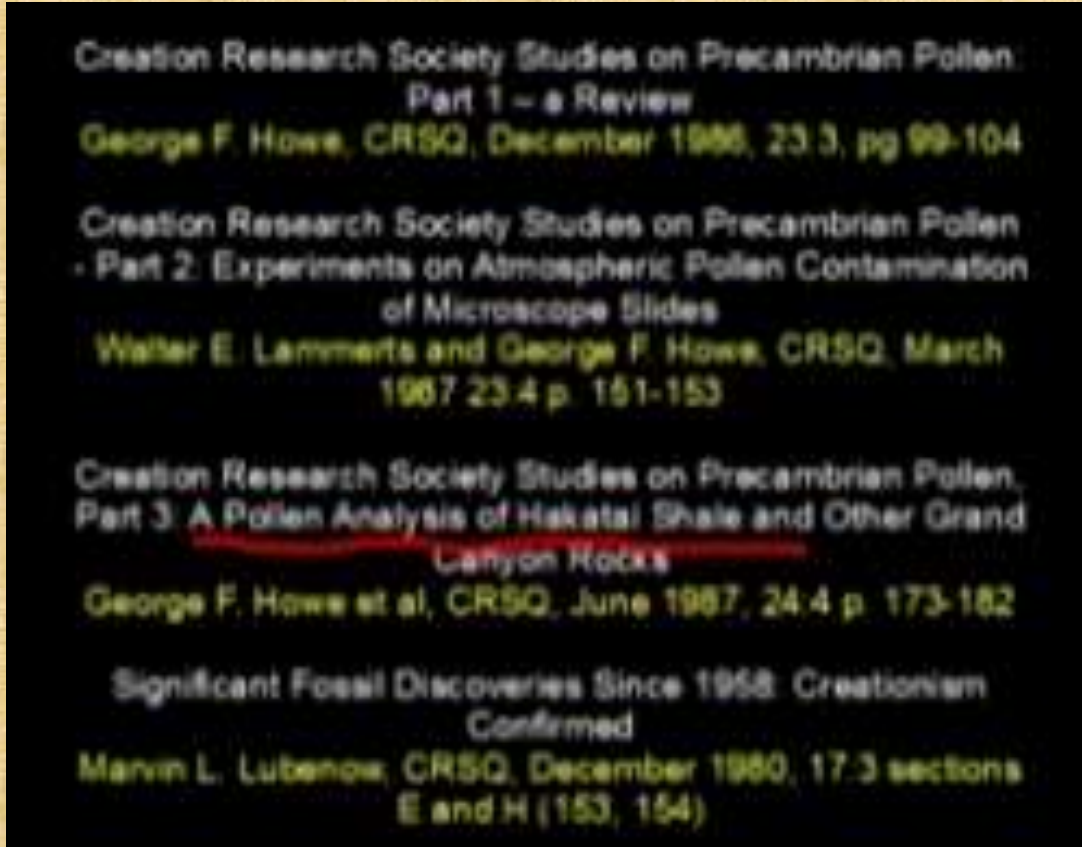 Creation Research Society Studies on Precambrian Pollen:
Part 1 – a Review
George F. Howe, CRSQ, December 1986, 23:3, pg 99-104
Creation Research Society Studies on Precambrian Pollen
- Part 2: Experiments on Atmospheric Pollen Contamination
of Microscope Slides
Walter E. Lammerts and George F. Howe, CRSQ, March
1987 23:4 p. 151-153
Creation Research Society Studies on Precambrian Pollen,
Part 3: A Pollen Analysis of Hakatai Shale and Other Grand
Canyon Rocks
George F. Howe et al, CRSQ, June 1987, 24:4 p. 173-182
Significant Fossil Discoveries Since 1958: Creationism
Confirmed
Marvin L. Lubenow, CRSQ, December 1980, 17:3 sections
E and H (153, 154)